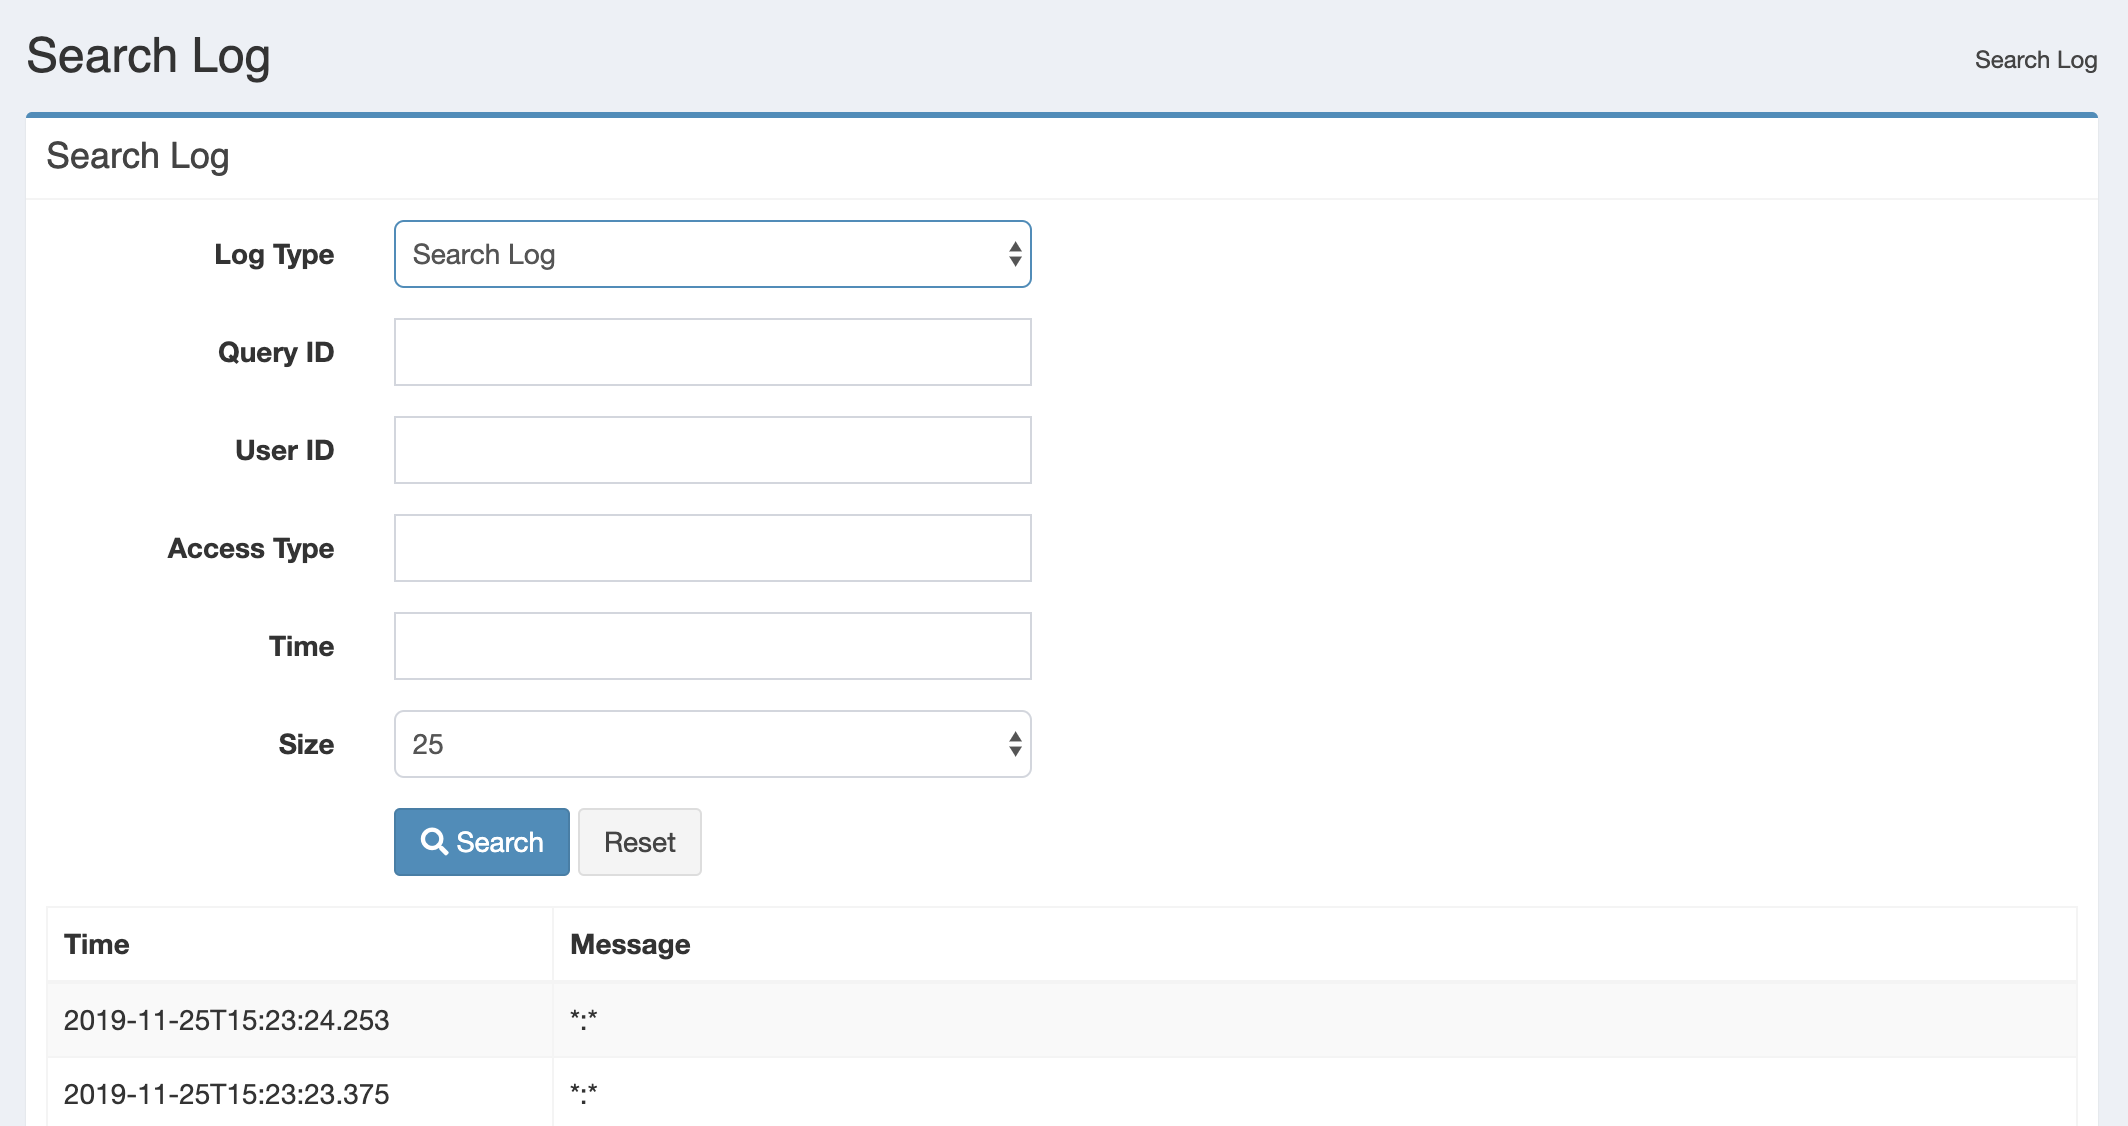 Search Log
Search Log
Search Log
Log Type Search Log
Query ID
User ID
Access Type
Time
Size 25
Search Reset
Time Message
2019-11-25T15:23:24.253 *:*
2019-11-25T15:23:23.375 *:*